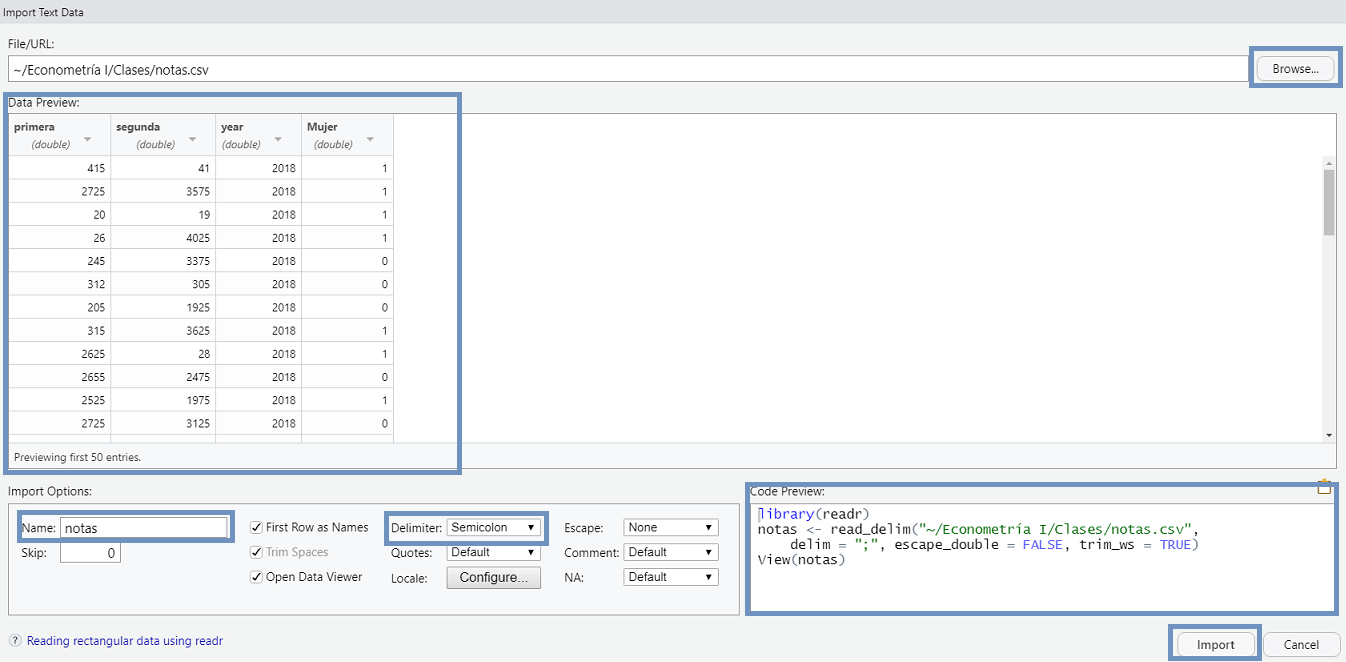 Import Text Data
File/URL:
~/Econometría I/Clases/notas.csv
Browse...
Data Preview:
primera segunda year Mujer
(double) (double) (double) (double)
415 41 2018 1
2725 3575 2018 1
20 19 2018 1
26 4025 2018 1
245 3375 2018 0
312 305 2018 0
205 1925 2018 0
315 3625 2018 1
2625 28 2018 1
2655 2475 2018 0
2525 1975 2018 1
2725 3125 2018 0
Previewing first 50 entries.
Import Options:
Name: notas
Skip: 0
First Row as Names
Trim Spaces
Open Data Viewer
Delimiter: Semicolon
Quotes: Default
Locale: Configure...
Escape: None
Comment: Default
NA: Default
Code Preview:
library(readr)
notas <- read_delim("~/Econometría I/Clases/notas.csv",
delim = ";", escape_double = FALSE, trim_ws = TRUE)
View(notas)
? Reading rectangular data using readr
Import
Cancel